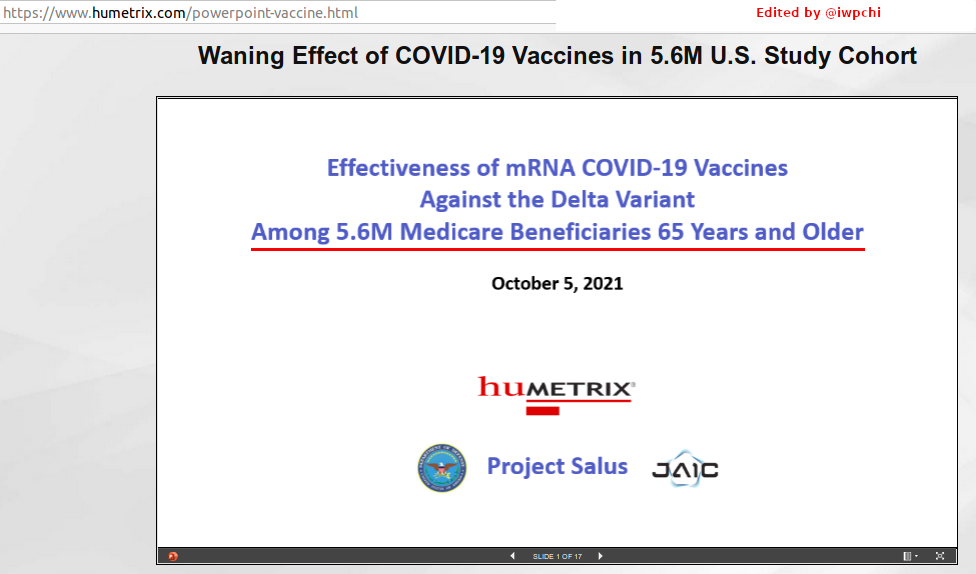 https://www.humetrix.com/powerpoint-vaccine.html
Edited by @iwpchi
Waning Effect of COVID-19 Vaccines in 5.6M U.S. Study Cohort
Effectiveness of mRNA COVID-19 Vaccines
Against the Delta Variant
Among 5.6M Medicare Beneficiaries 65 Years and Older
October 5, 2021
huMETRIX®
Project Salus
JAIC
SLIDE 1 OF 17